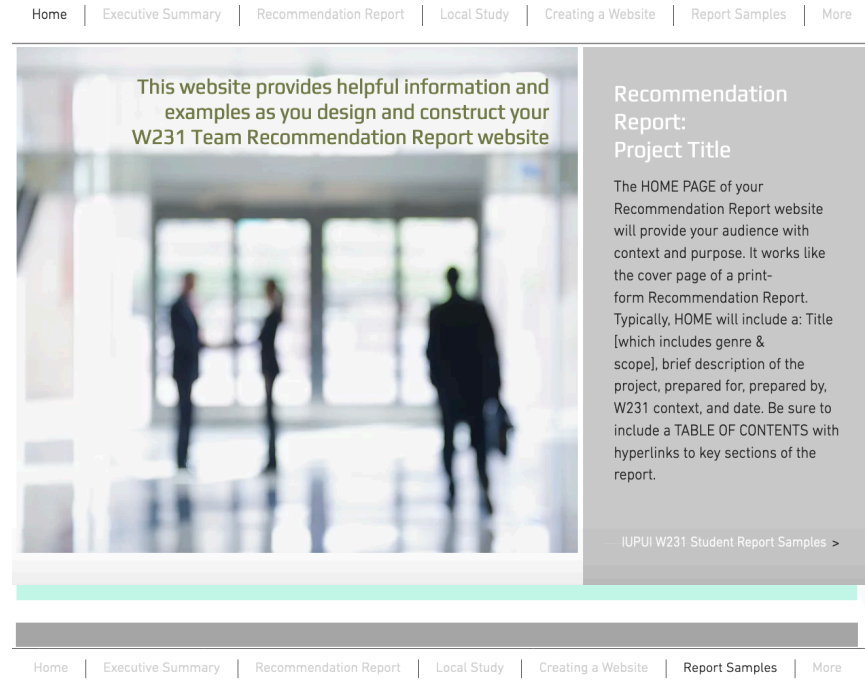 Home Executive Summary Recommendation Report Local Study Creating a Website Report Samples More
This website provides helpful information and
examples as you design and construct your
W231 Team Recommendation Report website
Recommendation
Report:
Project Title
The HOME PAGE of your
Recommendation Report website
will provide your audience with
context and purpose. It works like
the cover page of a print-
form Recommendation Report.
Typically, HOME will include a: Title
[which includes genre &
scope], brief description of the
project, prepared for, prepared by,
W231 context, and date. Be sure to
include a TABLE OF CONTENTS with
hyperlinks to key sections of the
report.
IUPUI W231 Student Report Samples >
Home Executive Summary Recommendation Report Local Study Creating a Website Report Samples More